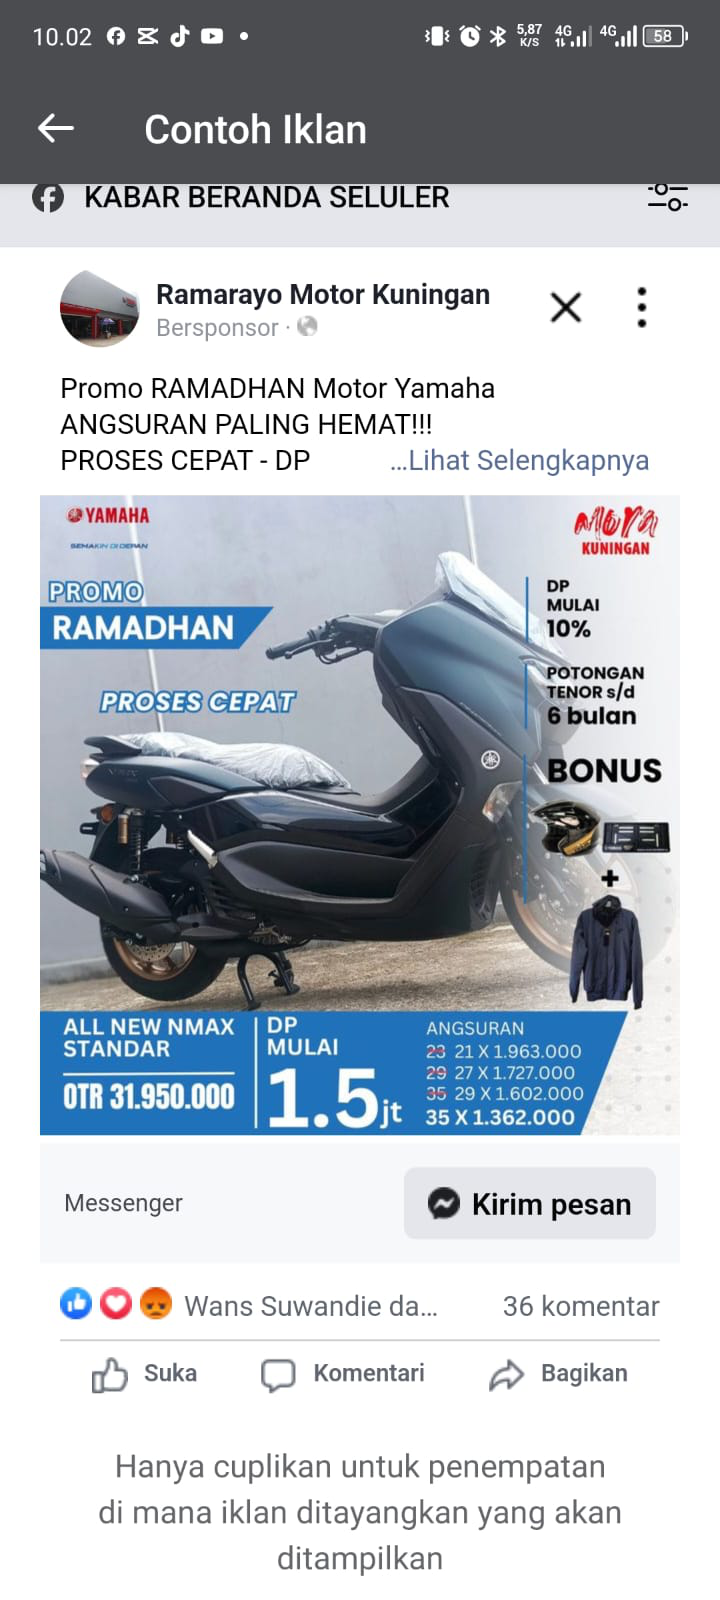 10.02
5,87
K/S
4G
4G
58
Contoh Iklan
KABAR BERANDA SELULER
Ramarayo Motor Kuningan
Bersponsor ·
Promo RAMADHAN Motor Yamaha
ANGSURAN PALING HEMAT!!!
PROSES CEPAT - DP ...Lihat Selengkapnya
YAMAHA
SEMAKIN DI DEPAN
MORA
KUNINGAN
PROMO
RAMADHAN
PROSES CEPAT
DP
MULAI
10%
POTONGAN
TENOR s/d
6 bulan
BONUS
+
ALL NEW NMAX
STANDAR
OTR 31.950.000
DP
MULAI
1.5jt
ANGSURAN
23 21 X 1.963.000
29 27 X 1.727.000
35 29 X 1.602.000
35 X 1.362.000
Messenger
Kirim pesan
Wans Suwandie da...
36 komentar
Suka
Komentari
Bagikan
Hanya cuplikan untuk penempatan
di mana iklan ditayangkan yang akan
ditampilkan